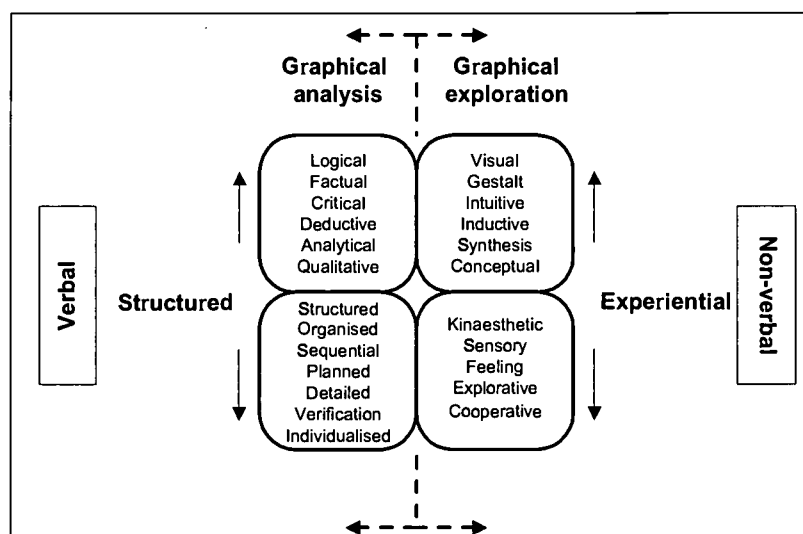 Graphical
analysis
Graphical
exploration
Logical
Factual
Critical
Deductive
Analytical
Qualitative
Visual
Gestalt
Intuitive
Inductive
Synthesis
Conceptual
Verbal
Structured
Structured
Organised
Sequential
Planned
Detailed
Verification
Individualised
Kinaesthetic
Sensory
Feeling
Explorative
Cooperative
Experiential
Non-verbal